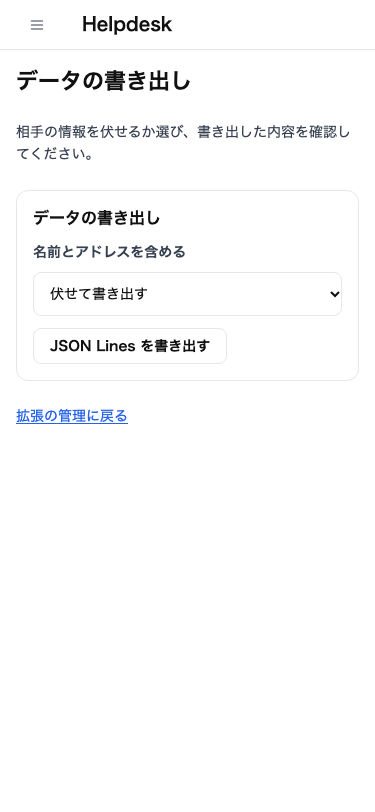 Helpdesk
データの書き出し
相手の情報を伏せるか選び、書き出した内容を確認し
てください。
データの書き出し
名前とアドレスを含める
伏せて書き出す
JSON Lines を書き出す
拡張の管理に戻る